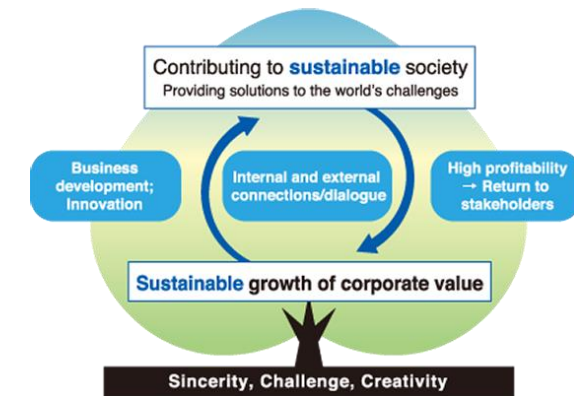 Contributing to sustainable society
Providing solutions to the world's challenges
Business
development;
Innovation
Internal and external
connections/dialogue
High profitability
→ Return to
stakeholders
Sustainable growth of corporate value
Sincerity, Challenge, Creativity